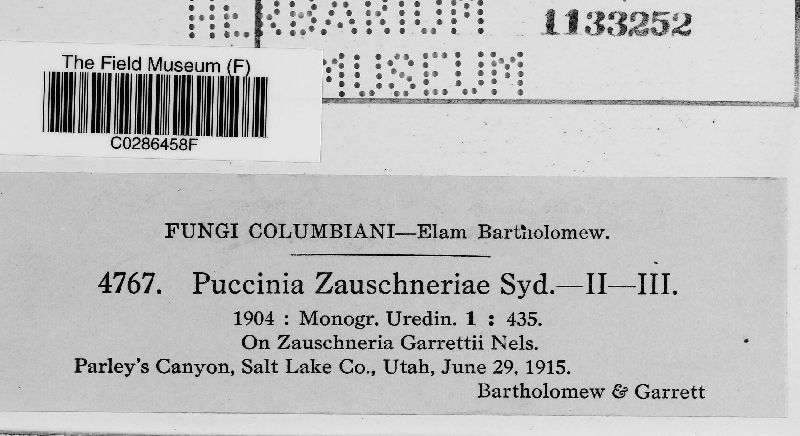 HERBARIUM
1133252
MUSEUM
The Field Museum (F)
C0286458F
FUNGI COLUMBIANI—Elam Bartholomew.
4767. Puccinia Zauschneriae Syd.—II—III.
1904 : Monogr. Uredin. 1 : 435.
On Zauschneria Garrettii Nels.
Parley's Canyon, Salt Lake Co., Utah, June 29, 1915.
Bartholomew & Garrett